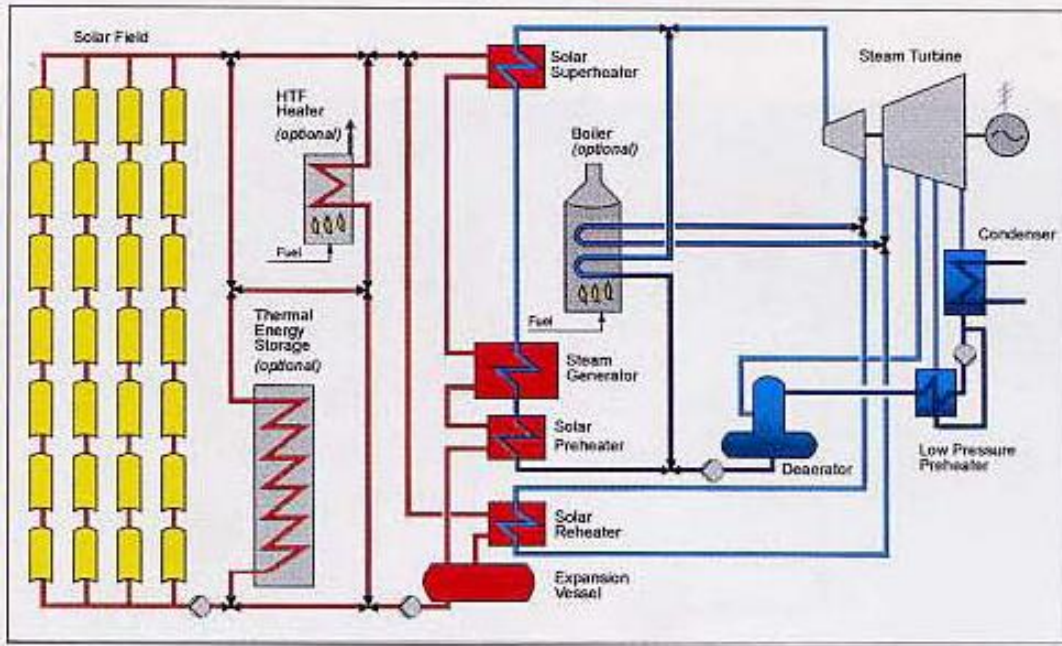 Solar Field
HTF
Heater
(optional)
Fuel
Thermal
Energy
Storage
(optional)
Solar
Superheater
Boiler
(optional)
Fuel
Steam
Generator
Solar
Preheater
Solar
Reheater
Expansion
Vessel
Steam Turbine
Condenser
Deaerator
Low Pressure
Preheater